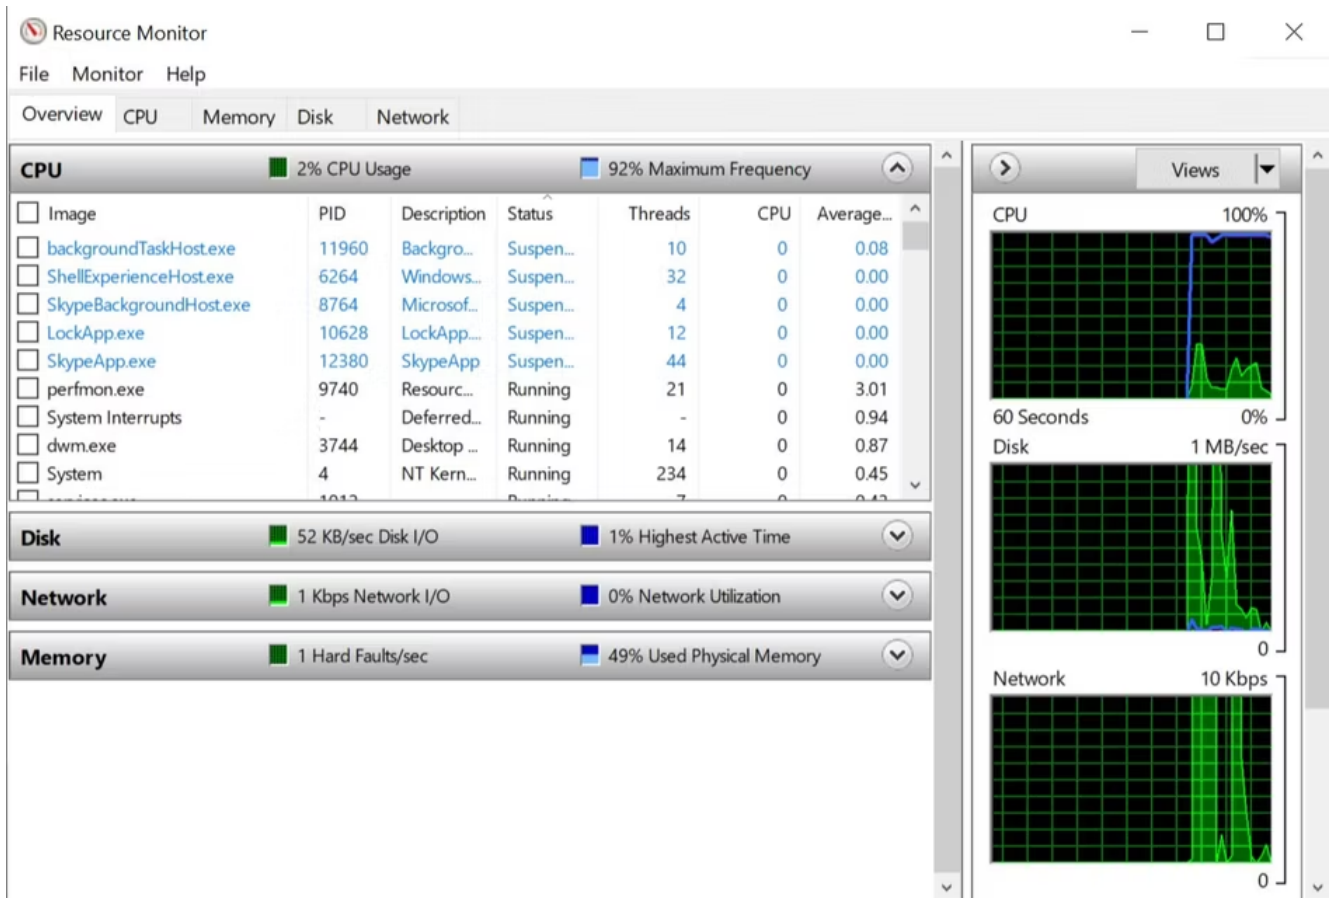 Resource Monitor
File Monitor Help
Overview CPU Memory Disk Network
CPU 2% CPU Usage 92% Maximum Frequency
Image PID Description Status Threads CPU Average...
backgroundTaskHost.exe 11960 Backgro... Suspen... 10 0 0.08
ShellExperienceHost.exe 6264 Windows... Suspen... 32 0 0.00
SkypeBackgroundHost.exe 8764 Microsof... Suspen... 4 0 0.00
LockApp.exe 10628 LockApp.... Suspen... 12 0 0.00
SkypeApp.exe 12380 SkypeApp Suspen... 44 0 0.00
perfmon.exe 9740 Resourc... Running 21 0 3.01
System Interrupts - Deferred... Running - 0 0.94
dwm.exe 3744 Desktop ... Running 14 0 0.87
System 4 NT Kern... Running 234 0 0.45
Disk 52 KB/sec Disk I/O 1% Highest Active Time
Network 1 Kbps Network I/O 0% Network Utilization
Memory 1 Hard Faults/sec 49% Used Physical Memory
Views
CPU 100%
60 Seconds 0%
Disk 1 MB/sec
0
Network 10 Kbps
0